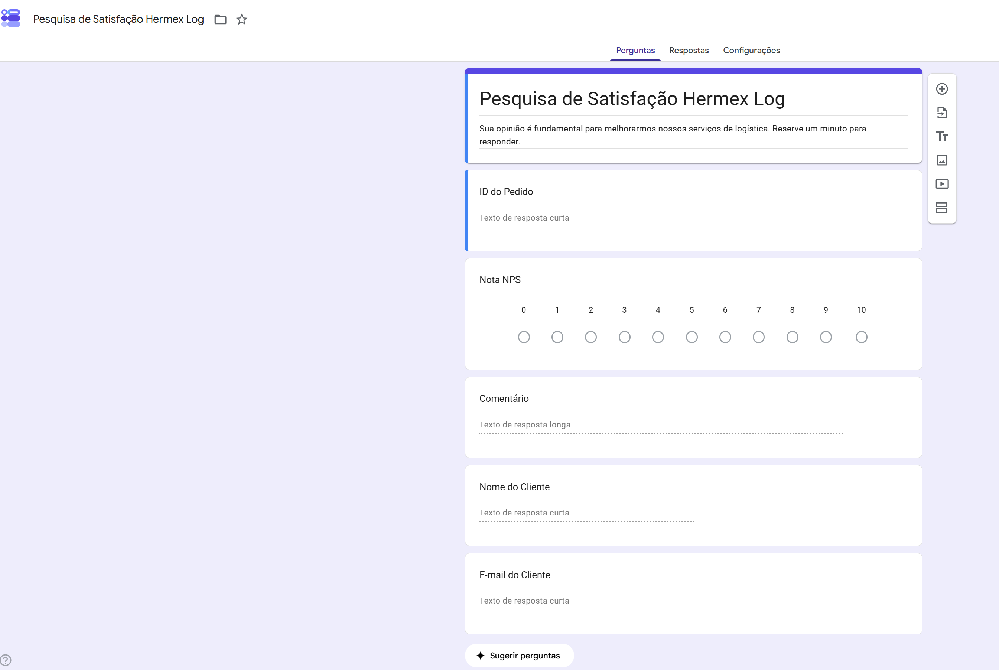 Pesquisa de Satisfação Hermex Log
Perguntas Respostas Configurações
Pesquisa de Satisfação Hermex Log
Sua opinião é fundamental para melhorarmos nossos serviços de logística. Reserve um minuto para
responder.
ID do Pedido
Texto de resposta curta
Nota NPS
0 1 2 3 4 5 6 7 8 9 10
Comentário
Texto de resposta longa
Nome do Cliente
Texto de resposta curta
E-mail do Cliente
Texto de resposta curta
Sugerir perguntas